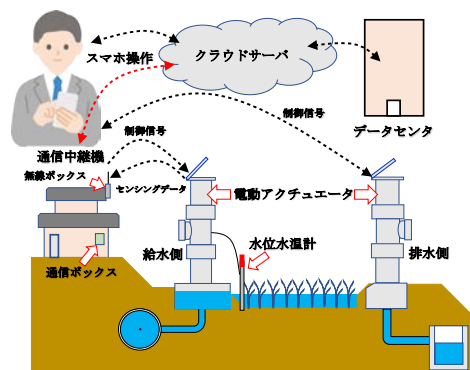 クラウドサーバ
スマホ操作
データセンタ
制御信号
制御信号
通信中継機
無線ボックス
センシングデータ
電動アクチュエータ
給水側
水位水温計
排水側
通信ボックス